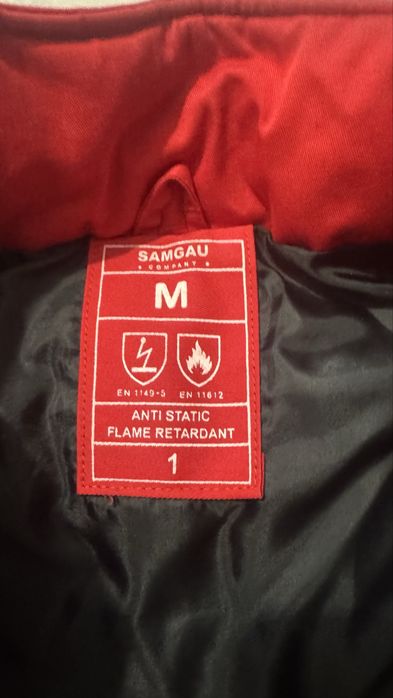 SAMGAU
COMPANY
M
EN 1149-5 EN 11612
ANTI STATIC
FLAME RETARDANT
1